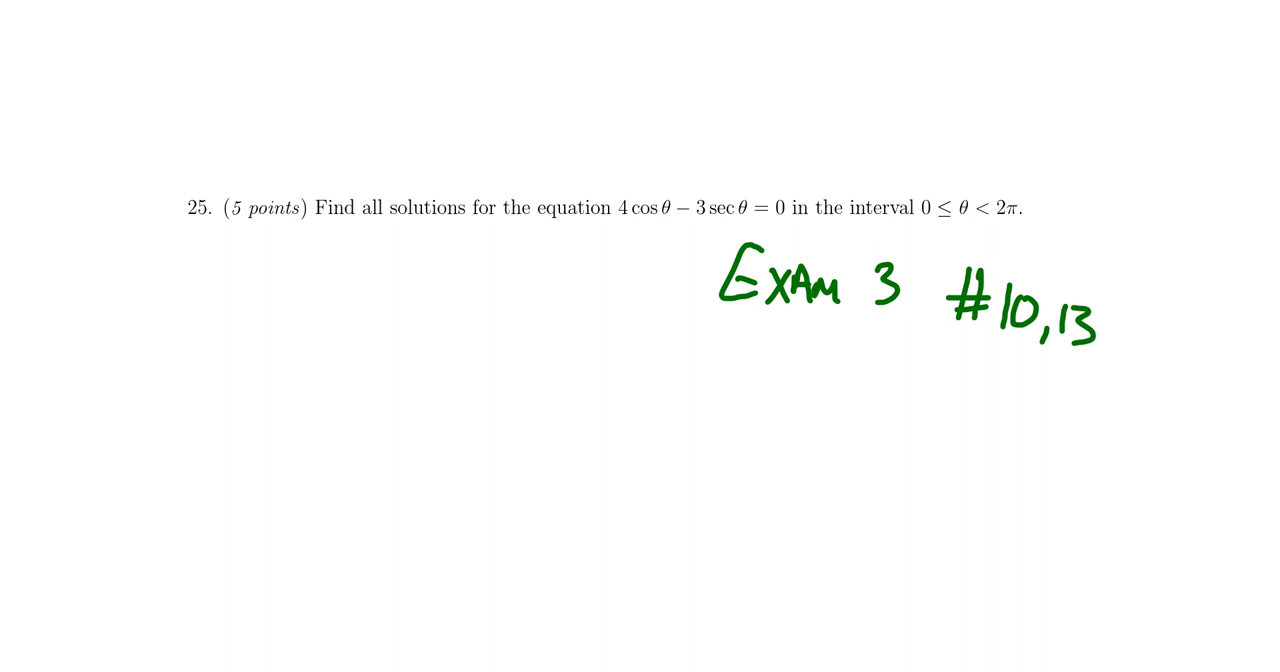 25. (5 points) Find all solutions for the equation 4 cos θ − 3 sec θ = 0 in the interval 0 ≤ θ < 2π.
Exam 3 #10,13